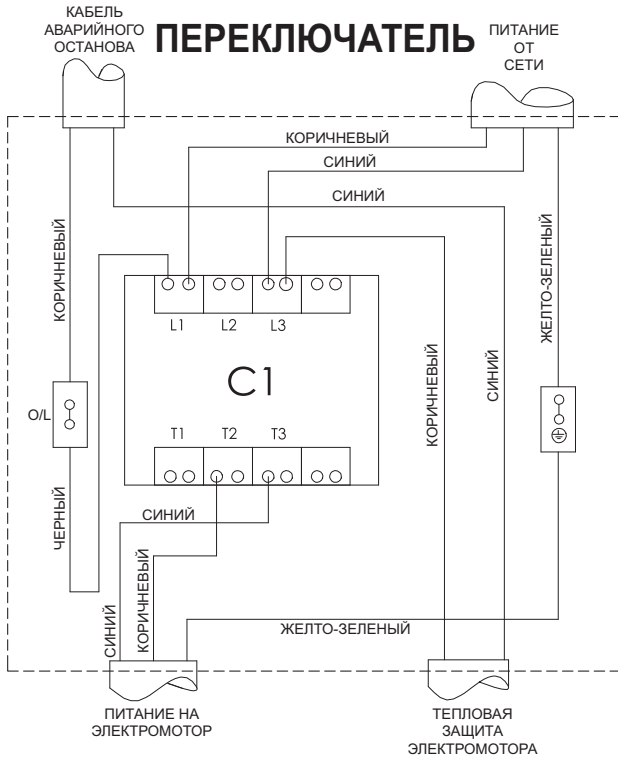 КАБЕЛЬ
АВАРИЙНОГО
ОСТАНОВА
ПЕРЕКЛЮЧАТЕЛЬ
ПИТАНИЕ
ОТ
СЕТИ
КОРИЧНЕВЫЙ
СИНИЙ
СИНИЙ
КОРИЧНЕВЫЙ
ЖЕЛТО-ЗЕЛЕНЫЙ
L1
L2
L3
C1
КОРИЧНЕВЫЙ
СИНИЙ
O/L
T1
T2
T3
ЧЕРНЫЙ
СИНИЙ
СИНИЙ
КОРИЧНЕВЫЙ
ЖЕЛТО-ЗЕЛЕНЫЙ
ПИТАНИЕ НА
ЭЛЕКТРОМОТОР
ТЕПЛОВАЯ
ЗАЩИТА
ЭЛЕКТРОМОТОРА